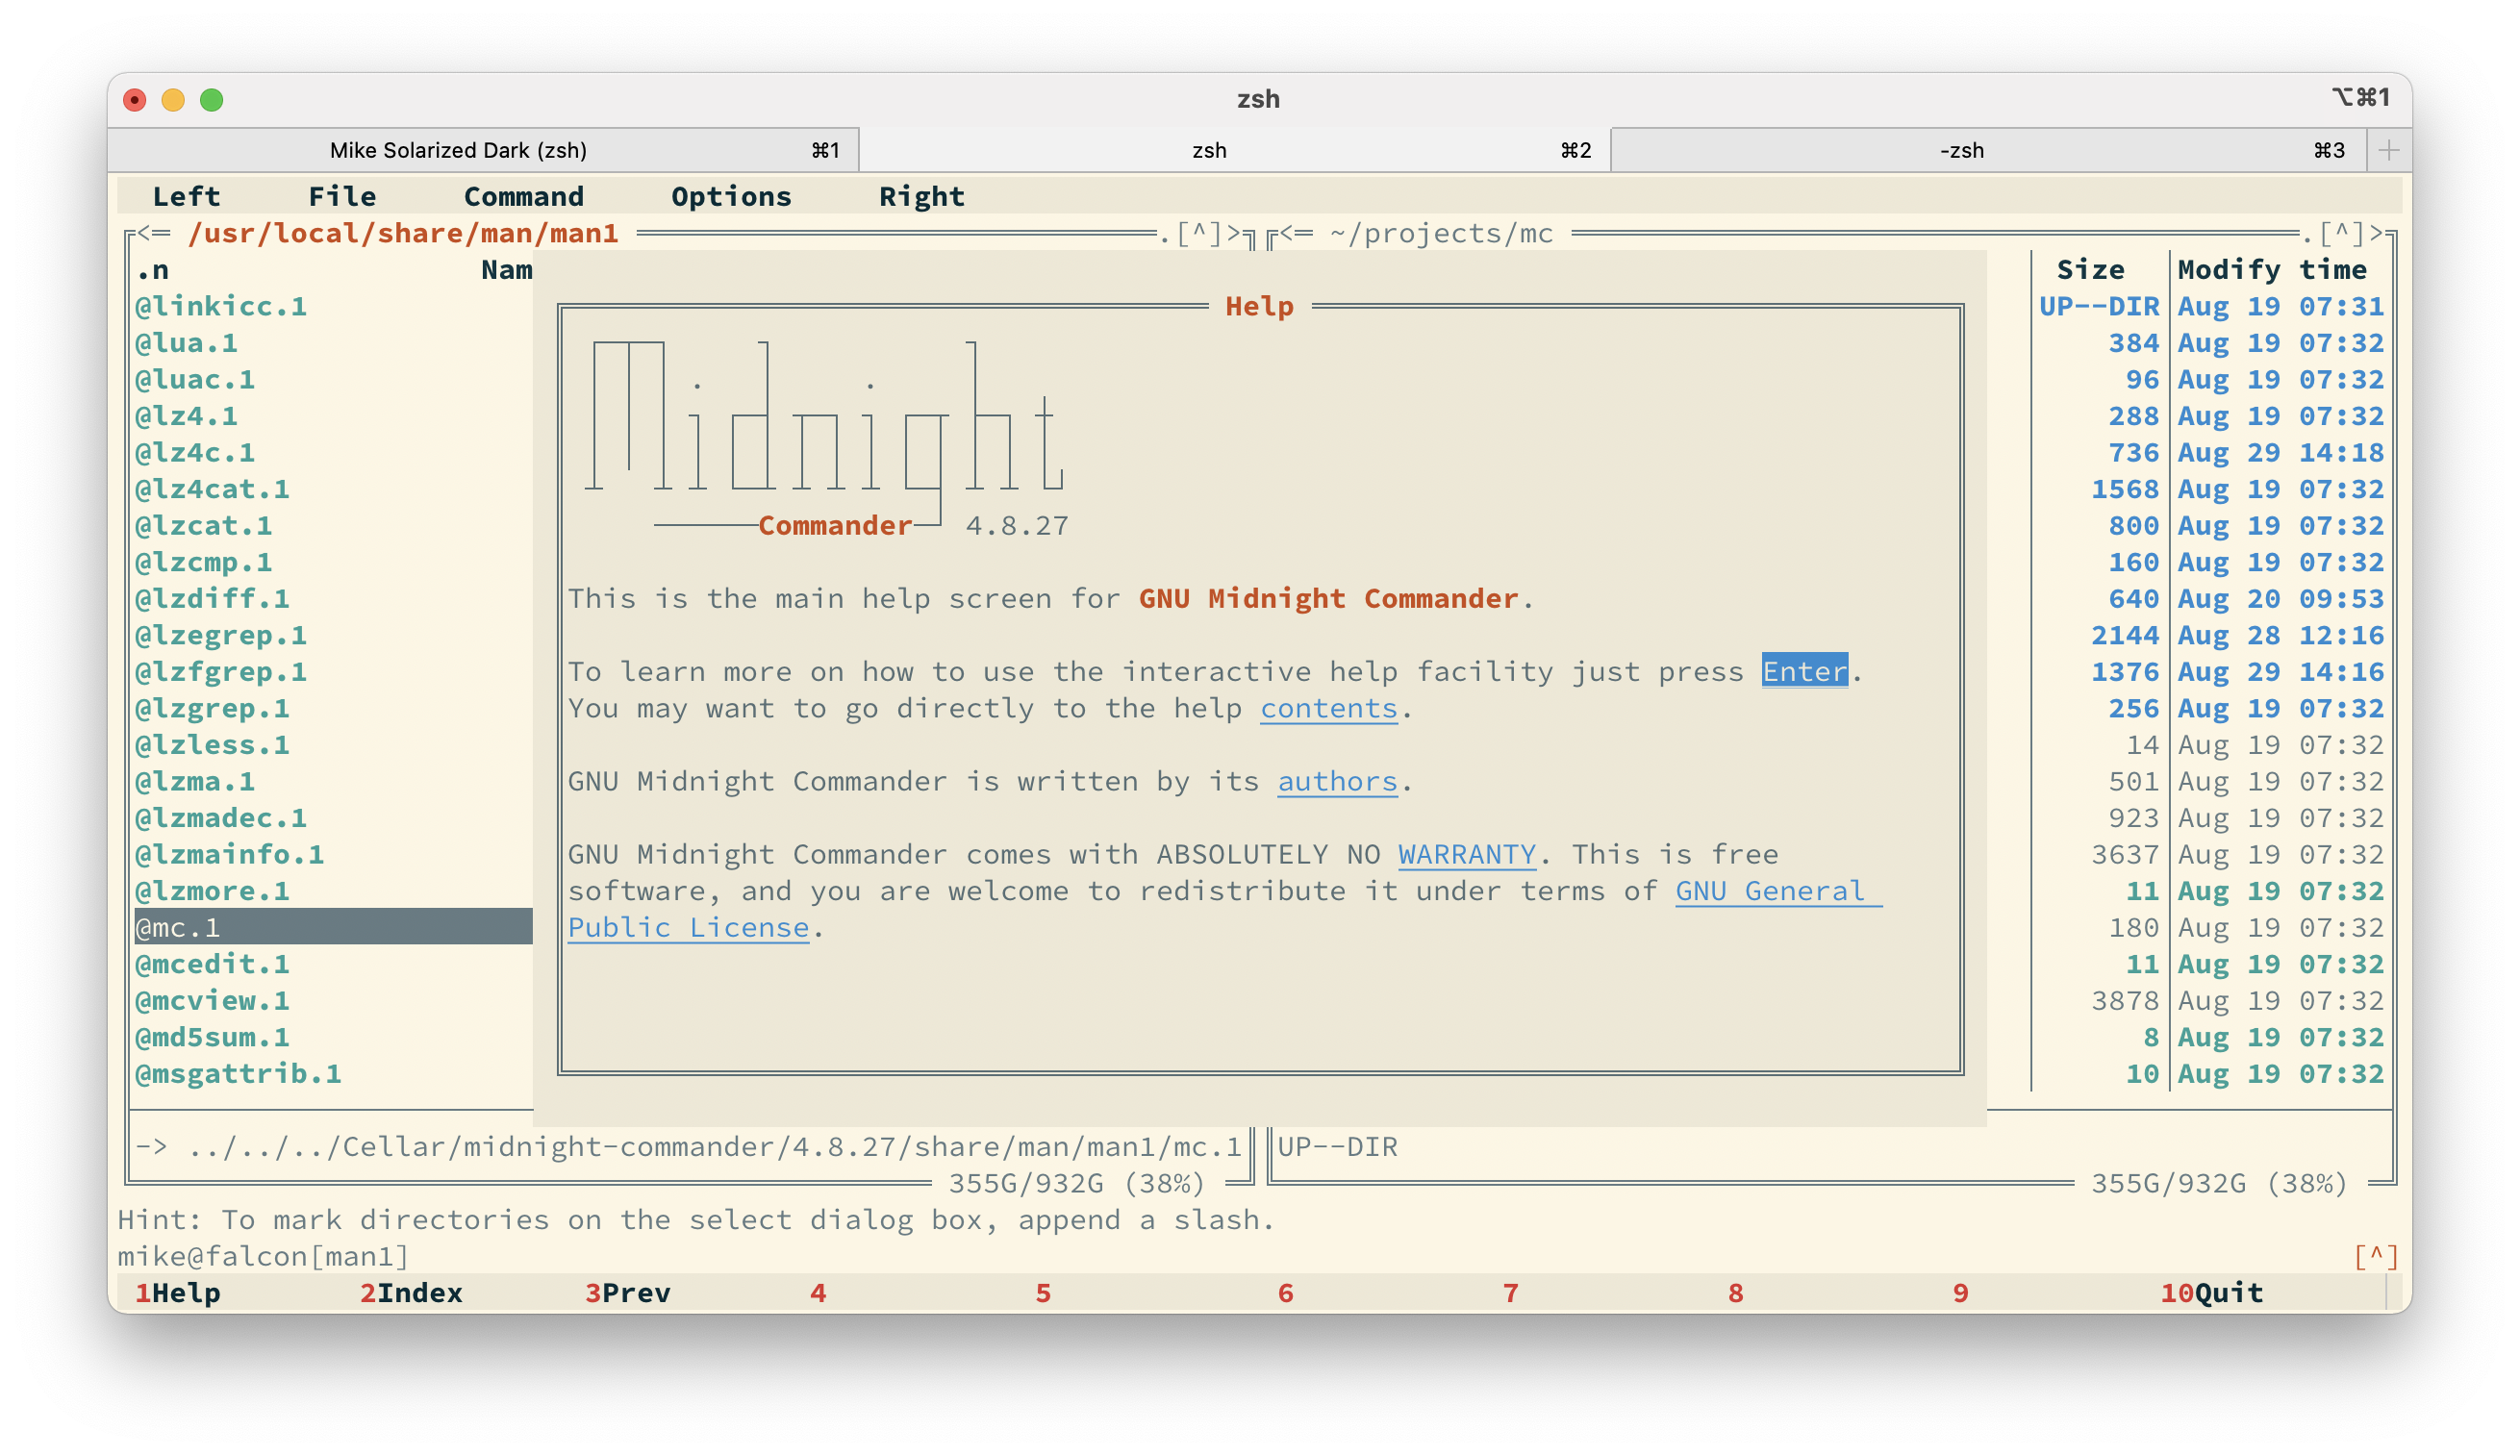 zsh ⌥⌘1
Mike Solarized Dark (zsh) ⌘1 zsh ⌘2 -zsh ⌘3 +
Left File Command Options Right
<═ /usr/local/share/man/man1 .[^]> <═ ~/projects/mc .[^]>
.n Nam Size Modify time
@linkicc.1 Help UP--DIR Aug 19 07:31
@lua.1 384 Aug 19 07:32
@luac.1 96 Aug 19 07:32
@lz4.1 Midnight 288 Aug 19 07:32
@lz4c.1 736 Aug 29 14:18
@lz4cat.1 1568 Aug 19 07:32
@lzcat.1 Commander 4.8.27 800 Aug 19 07:32
@lzcmp.1 160 Aug 19 07:32
@lzdiff.1 This is the main help screen for GNU Midnight Commander. 640 Aug 20 09:53
@lzegrep.1 2144 Aug 28 12:16
@lzfgrep.1 To learn more on how to use the interactive help facility just press Enter. 1376 Aug 29 14:16
@lzgrep.1 You may want to go directly to the help contents. 256 Aug 19 07:32
@lzless.1 14 Aug 19 07:32
@lzma.1 GNU Midnight Commander is written by its authors. 501 Aug 19 07:32
@lzmadec.1 923 Aug 19 07:32
@lzmainfo.1 GNU Midnight Commander comes with ABSOLUTELY NO WARRANTY. This is free 3637 Aug 19 07:32
@lzmore.1 software, and you are welcome to redistribute it under terms of GNU General 11 Aug 19 07:32
@mc.1 Public License. 180 Aug 19 07:32
@mcedit.1 11 Aug 19 07:32
@mcview.1 3878 Aug 19 07:32
@md5sum.1 8 Aug 19 07:32
@msgattrib.1 10 Aug 19 07:32
-> ../../../Cellar/midnight-commander/4.8.27/share/man/man1/mc.1 UP--DIR
355G/932G (38%) 355G/932G (38%)
Hint: To mark directories on the select dialog box, append a slash.
mike@falcon[man1] [^]
1Help 2Index 3Prev 4 5 6 7 8 9 10Quit